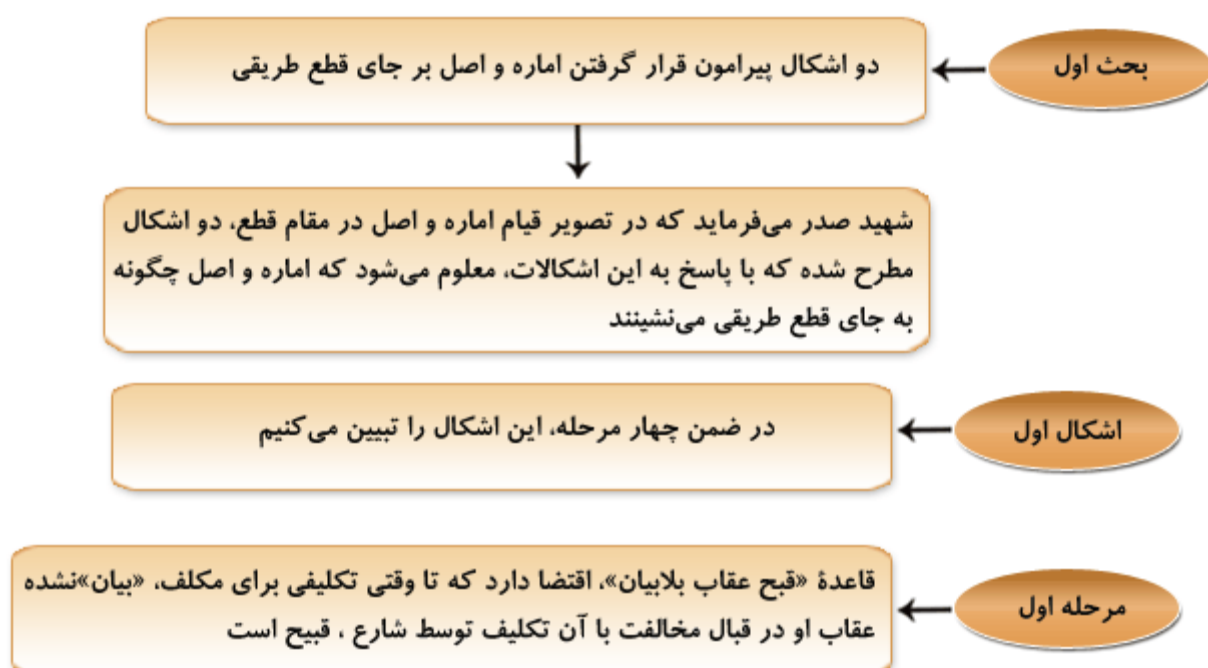 بحث اول
دو اشکال پیرامون قرار گرفتن اماره و اصل بر جای قطع طریقی
شهید صدر می‌فرماید که در تصویر قیام اماره و اصل در مقام قطع، دو اشکال
مطرح شده که با پاسخ به این اشکالات، معلوم می‌شود که اماره و اصل چگونه
به جای قطع طریقی می‌نشینند
اشکال اول
در ضمن چهار مرحله، این اشکال را تبیین می‌کنیم
مرحله اول
قاعدۀ «قبح عقاب بلابیان»، اقتضا دارد که تا وقتی تکلیفی برای مکلف، «بیان»نشده
عقاب او در قبال مخالفت با آن تکلیف توسط شارع ، قبیح است